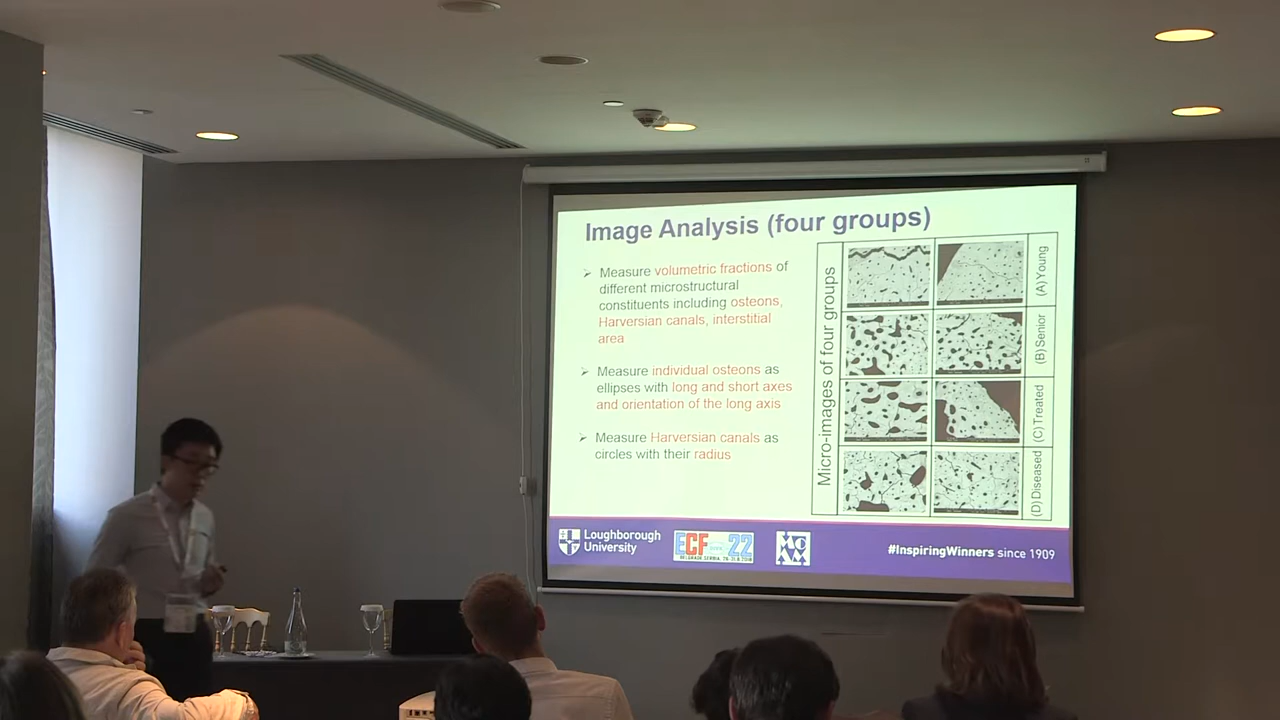 Image Analysis (four groups)
➢ Measure volumetric fractions of
different microstructural
constituents including osteons,
Harversian canals, interstitial
area
➢ Measure individual osteons as
ellipses with long and short axes
and orientation of the long axis
➢ Measure Harversian canals as
circles with their radius
Micro-images of four groups
(A) Young
(B) Senior
(C) Treated
(D) Diseased
Loughborough
University
ECF 22
BELGRADE SERBIA
#InspiringWinners since 1909